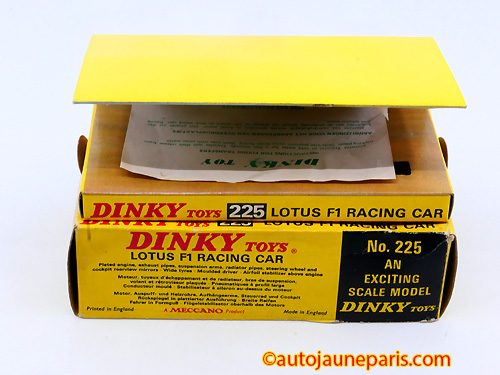 DINKY TOY
DINKY TOYS 225 LOTUS F1 RACING CAR
DINKY TOYS®
LOTUS F1 RACING CAR
Plated engine, exhaust pipes, suspension arms, radiator pipes, steering wheel and
cockpit rearview mirrors · Wide tyres · Moulded driver · Airfoil stabilizer above engine
Moteur, tuyaux d'échappement et de radiateur, bras de suspension,
volant et rétroviseur plaqués · Pneumatiques à profil large
Conducteur moulé · Stabilisateur à aileron au-dessus du moteur
Motor, Auspuff- und Heizrohre, Aufhängearme, Steuerrad und Cockpit
Rückspiegel in plattierter Ausführung · Breite Reifen
Fahrer in Formguß · Flügelstabilisator oberhalb des Motors
Printed in England
A MECCANO Product
Made in England
No. 225
AN
EXCITING
SCALE MODEL
DINKY TOYS
©autojauneparis.com